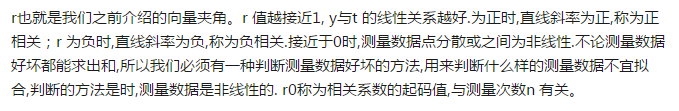 r也就是我们之前介绍的向量夹角。r 值越接近1, y与t 的线性关系越好.为正时,直线斜率为正,称为正
相关；r 为负时,直线斜率为负,称为负相关.接近于0时,测量数据点分散或之间为非线性.不论测量数据
好坏都能求出和,所以我们必须有一种判断测量数据好坏的方法,用来判断什么样的测量数据不宜拟
合,判断的方法是时,测量数据是非线性的. r0称为相关系数的起码值,与测量次数n 有关。